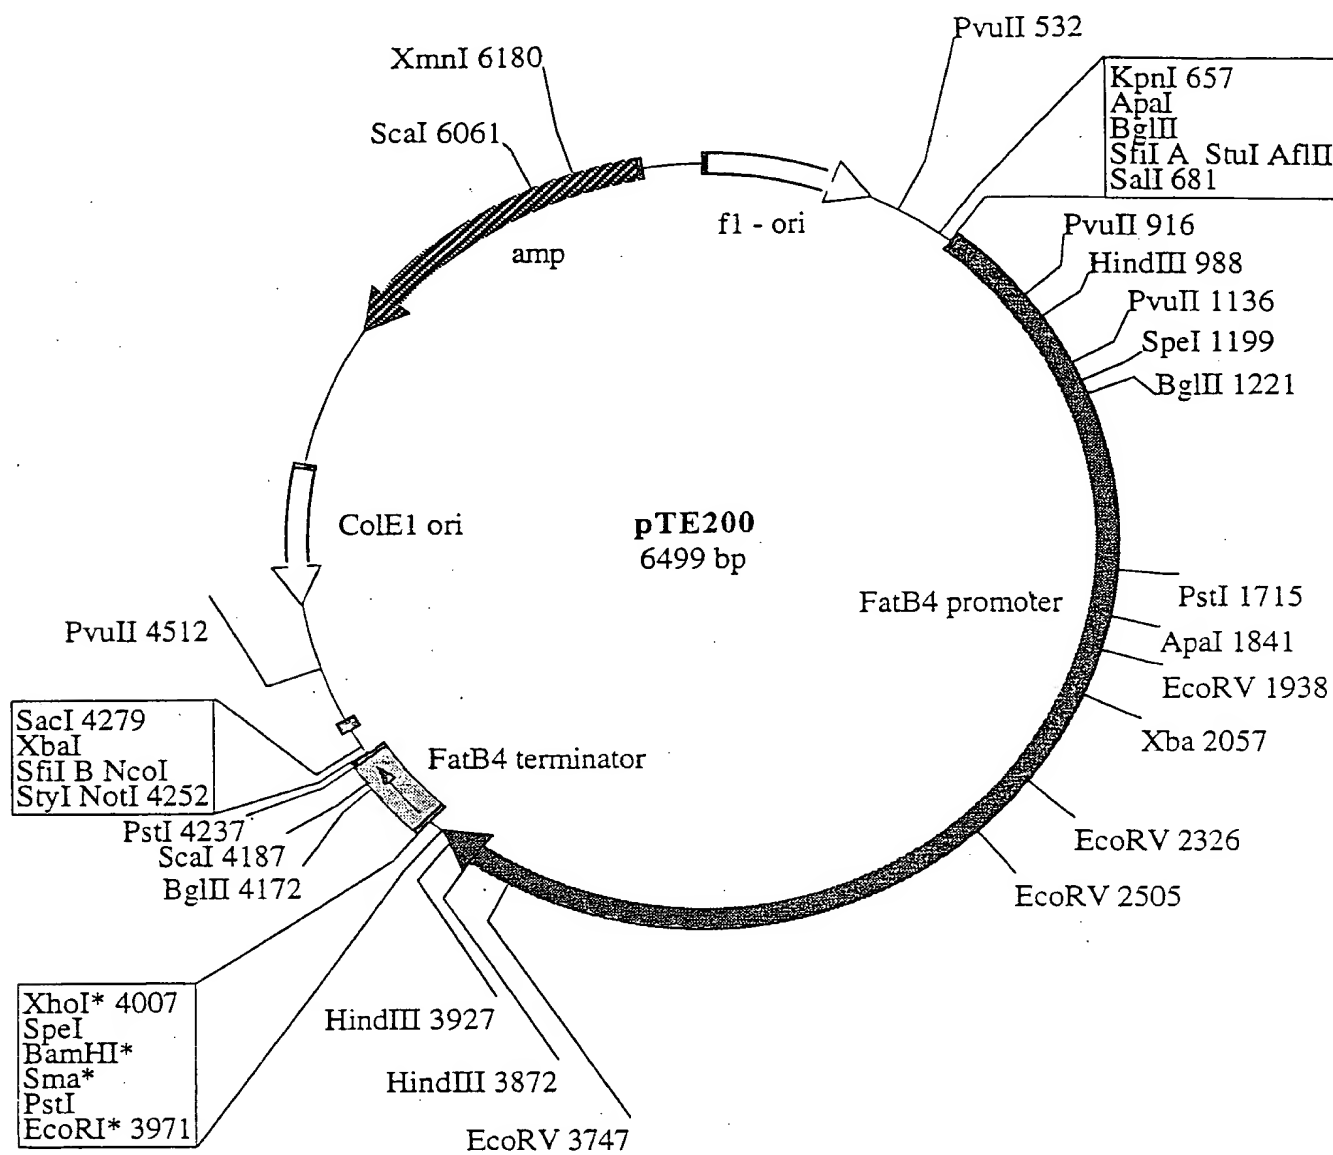 PvuII 532
XmnI 6180
KpnI 657
ApaI
BglII
SfiI A StuI AflII
SalI 681
ScaI 6061
f1 - ori
amp
PvuII 916
HindIII 988
PvuII 1136
SpeI 1199
BglII 1221
ColE1 ori
pTE200
6499 bp
FatB4 promoter
PstI 1715
ApaI 1841
EcoRV 1938
Xba 2057
EcoRV 2326
EcoRV 2505
PvuII 4512
SacI 4279
XbaI
SfiI B NcoI
StyI NotI 4252
FatB4 terminator
PstI 4237
ScaI 4187
BglII 4172
XhoI* 4007
SpeI
BamHI*
Sma*
PstI
EcoRI* 3971
HindIII 3927
HindIII 3872
EcoRV 3747